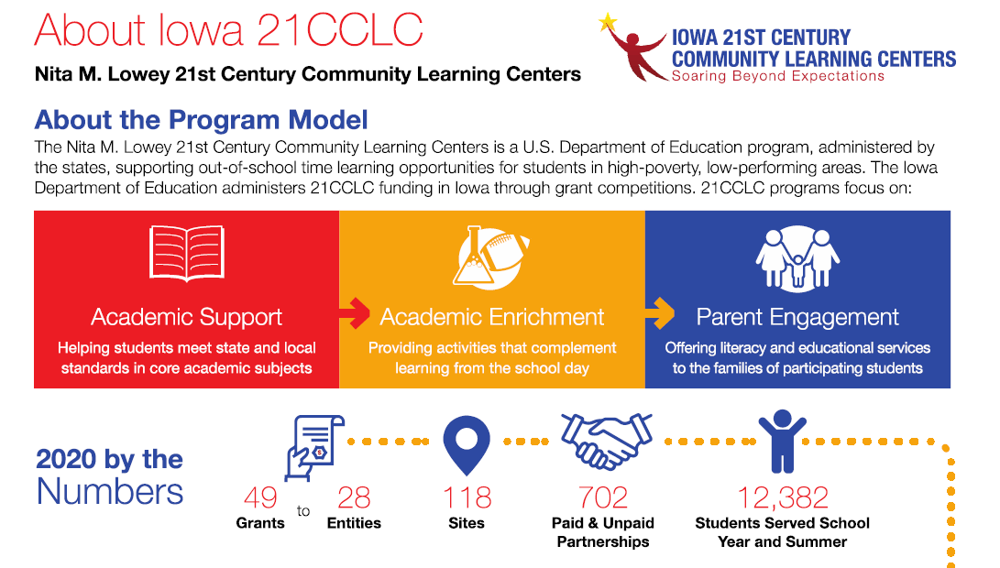 About Iowa 21CCLC
Nita M. Lowey 21st Century Community Learning Centers
IOWA 21ST CENTURY
COMMUNITY LEARNING CENTERS
Soaring Beyond Expectations
About the Program Model
The Nita M. Lowey 21st Century Community Learning Centers is a U.S. Department of Education program, administered by
the states, supporting out-of-school time learning opportunities for students in high-poverty, low-performing areas. The Iowa
Department of Education administers 21CCLC funding in Iowa through grant competitions. 21CCLC programs focus on:
Academic Support
Helping students meet state and local
standards in core academic subjects
Academic Enrichment
Providing activities that complement
learning from the school day
Parent Engagement
Offering literacy and educational services
to the families of participating students
2020 by the
Numbers
$
49
Grants
to
28
Entities
118
Sites
702
Paid & Unpaid
Partnerships
12,382
Students Served School
Year and Summer